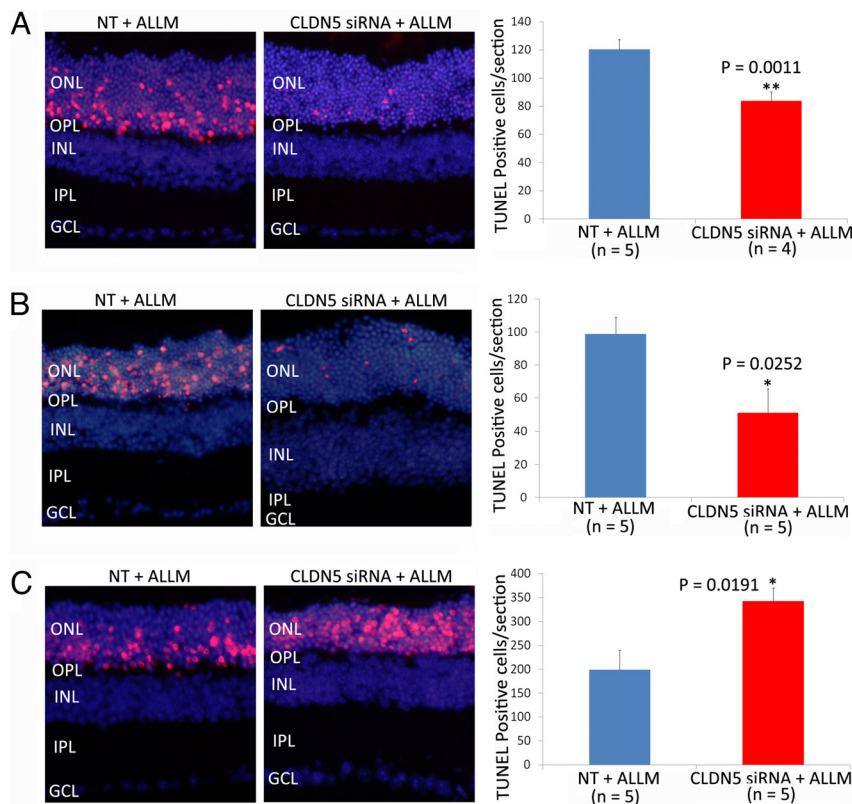 A
NT + ALLM
CLDN5 siRNA + ALLM
ONL
OPL
INL
IPL
GCL
ONL
OPL
INL
IPL
GCL
TUNEL Positive cells/section
140
120
100
80
60
40
20
0
P = 0.0011
**
NT + ALLM
(n = 5)
CLDN5 siRNA + ALLM
(n = 4)
B
NT + ALLM
CLDN5 siRNA + ALLM
ONL
OPL
INL
IPL
GCL
ONL
OPL
INL
IPL
GCL
TUNEL Positive cells/section
120
100
80
60
40
20
0
P = 0.0252
*
NT + ALLM
(n = 5)
CLDN5 siRNA + ALLM
(n = 5)
C
NT + ALLM
CLDN5 siRNA + ALLM
ONL
OPL
INL
IPL
GCL
ONL
OPL
INL
IPL
GCL
TUNEL Positive cells/section
400
350
300
250
200
150
100
50
0
P = 0.0191 *
NT + ALLM
(n = 5)
CLDN5 siRNA + ALLM
(n = 5)